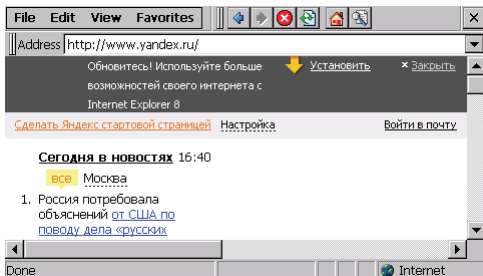 File Edit View Favorites
Address http://www.yandex.ru/
Обновитесь! Используйте больше Установить × Закрыть
возможностей своего интернета с
Internet Explorer 8
Сделать Яндекс стартовой страницей Настройка Войти в почту
Сегодня в новостях 16:40
все Москва
1. Россия потребовала
объяснений от США по
поводу дела «русских
Done Internet